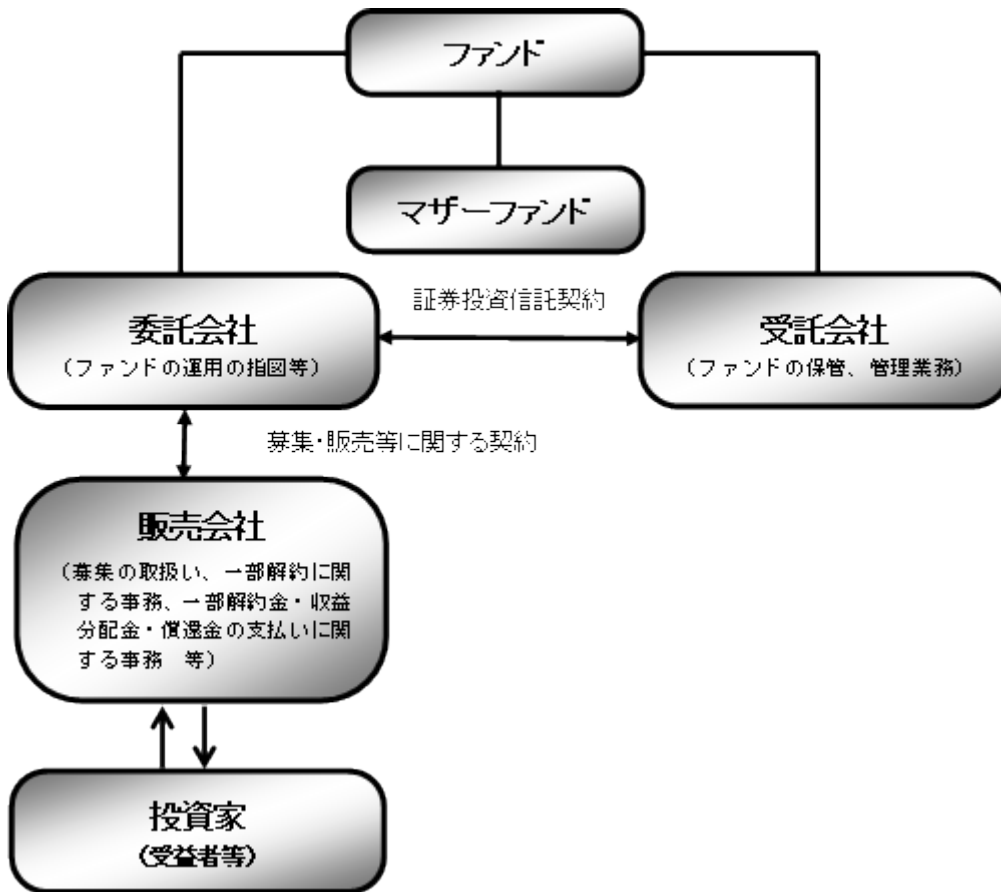 ファンド
マザーファンド
証券投資信託契約
委託会社
（ファンドの運用の指図等）
受託会社
（ファンドの保管、管理業務）
募集・販売等に関する契約
販売会社
（募集の取扱い、一部解約に関
する事務、一部解約金・収益
分配金・償還金の支払いに関
する事務　等）
投資家
（受益者等）